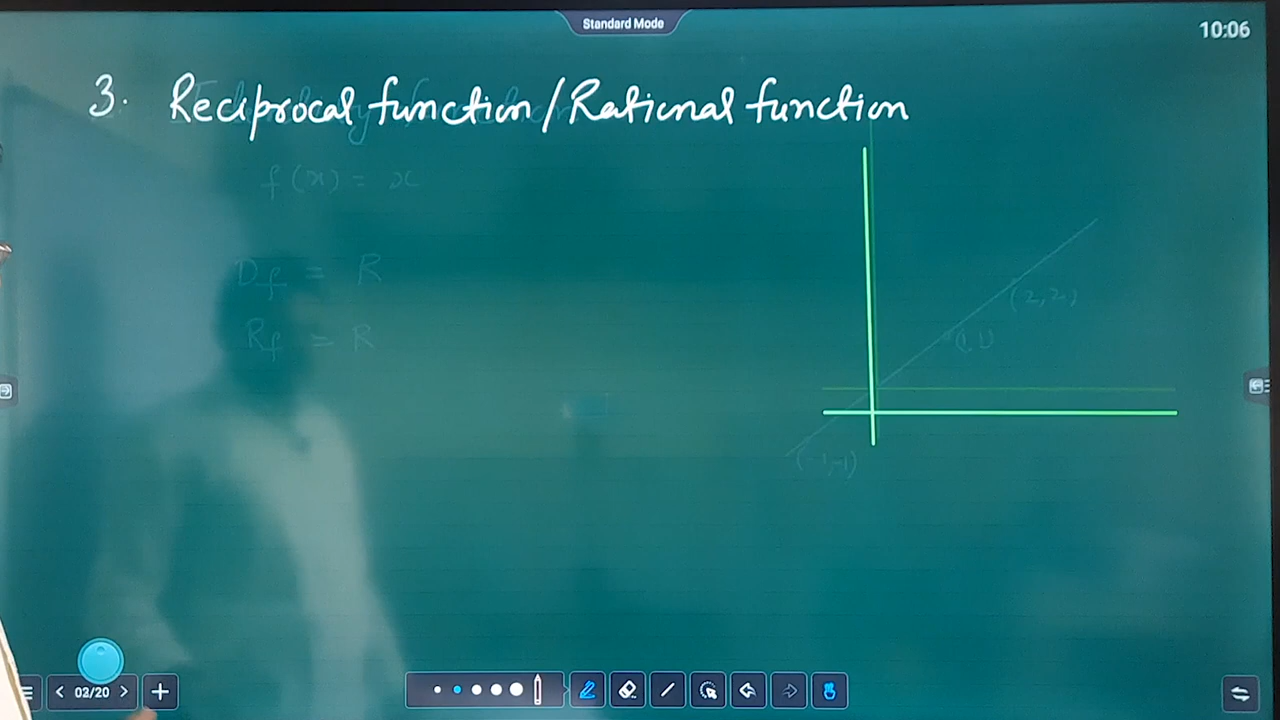 Standard Mode
10:06
3. Reciprocal function/Rational function
f(x) = x
Df = R
Rf = R
(2,2)
(1,1)
(-1,-1)
02/20